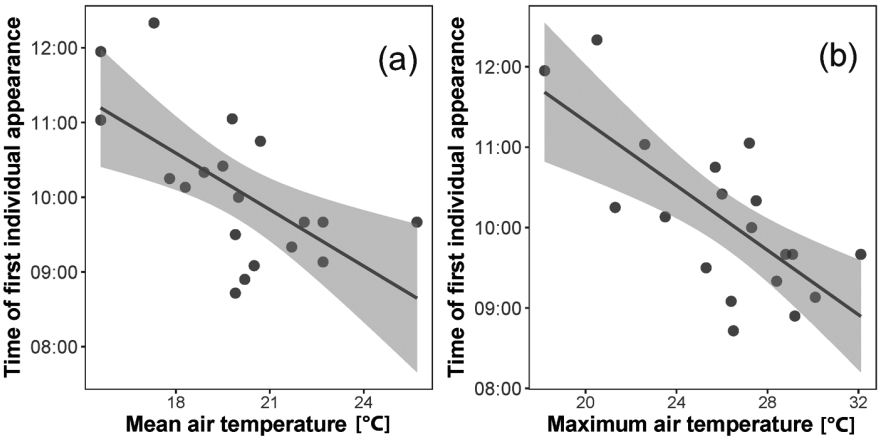 Time of first individual appearance
12:00
11:00
10:00
09:00
08:00
(a)
18
21
24
Mean air temperature [°C]
Time of first individual appearance
12:00
11:00
10:00
09:00
08:00
(b)
20
24
28
32
Maximum air temperature [°C]